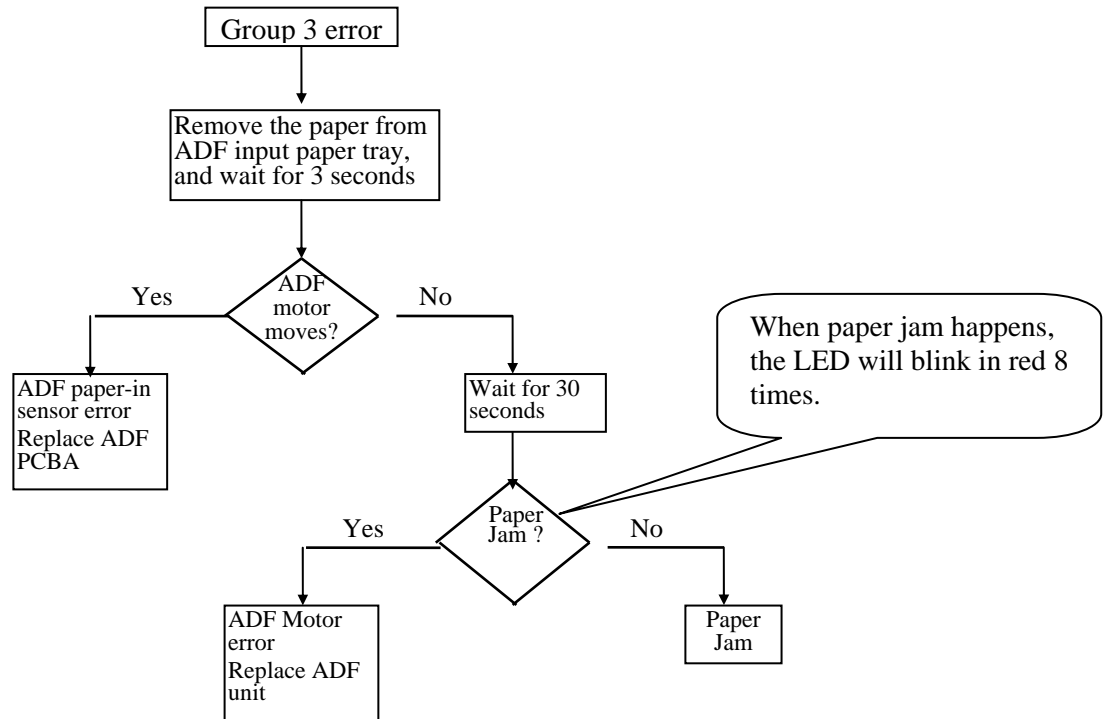 Group 3 error
Remove the paper from
ADF input paper tray,
and wait for 3 seconds
ADF
motor
moves?
Yes
No
When paper jam happens,
the LED will blink in red 8
times.
ADF paper-in
sensor error
Replace ADF
PCBA
Wait for 30
seconds
Paper
Jam ?
Yes
No
ADF Motor
error
Replace ADF
unit
Paper
Jam